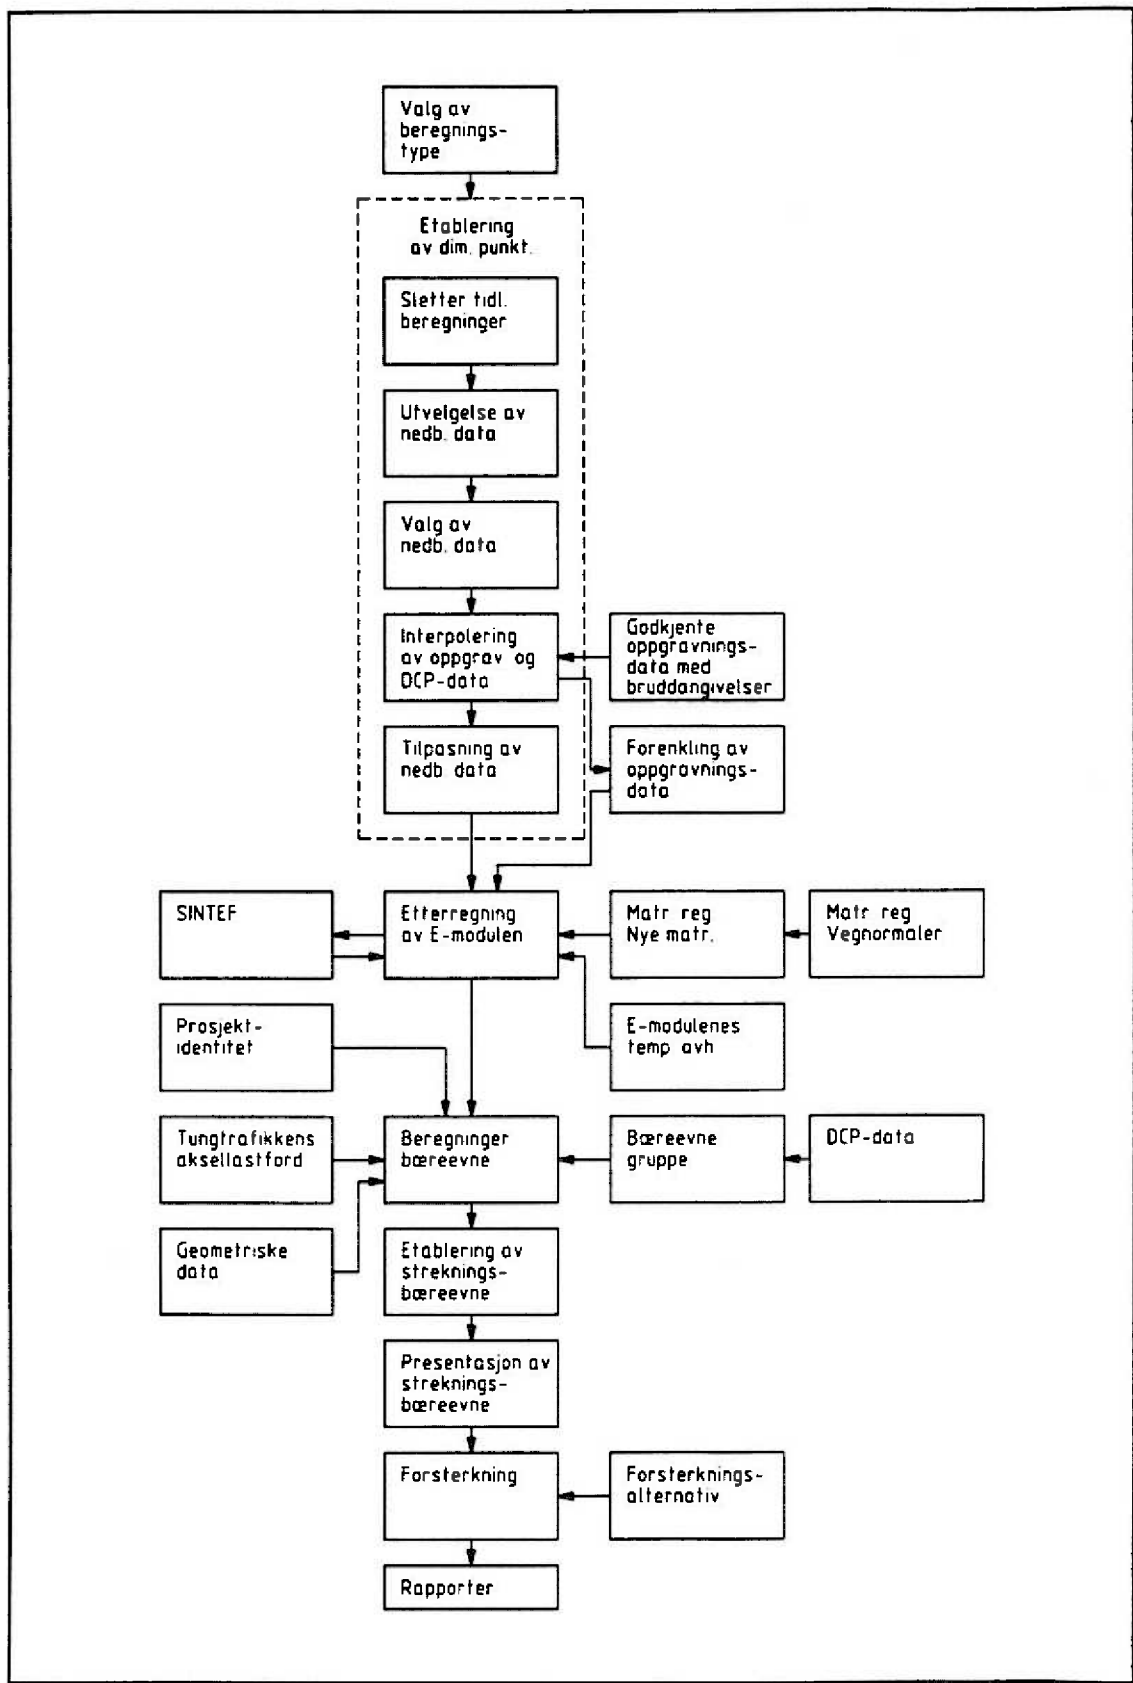 Valg av
beregnings-
type
Etablering
av dim. punkt.
Sletter tidl.
beregninger
Utvelgelse av
nedb. data
Valg av
nedb. data
Interpolering
av oppgrav og
DCP-data
Godkjente
oppgravnings-
data med
bruddangivelser
Tilpasning av
nedb. data
Forenkling av
oppgravnings-
data
SINTEF
Etterregning
av E-modulen
Matr reg
Nye matr.
Matr reg
Vegnormaler
Prosjekt-
identitet
E-modulenes
temp avh
Tungtrafikkens
aksellastford
Beregninger
bæreevne
Bæreevne
gruppe
DCP-data
Geometriske
data
Etablering av
streknings-
bæreevne
Presentasjon av
streknings-
bæreevne
Forsterkning
Forsterknings-
alternativ
Rapporter